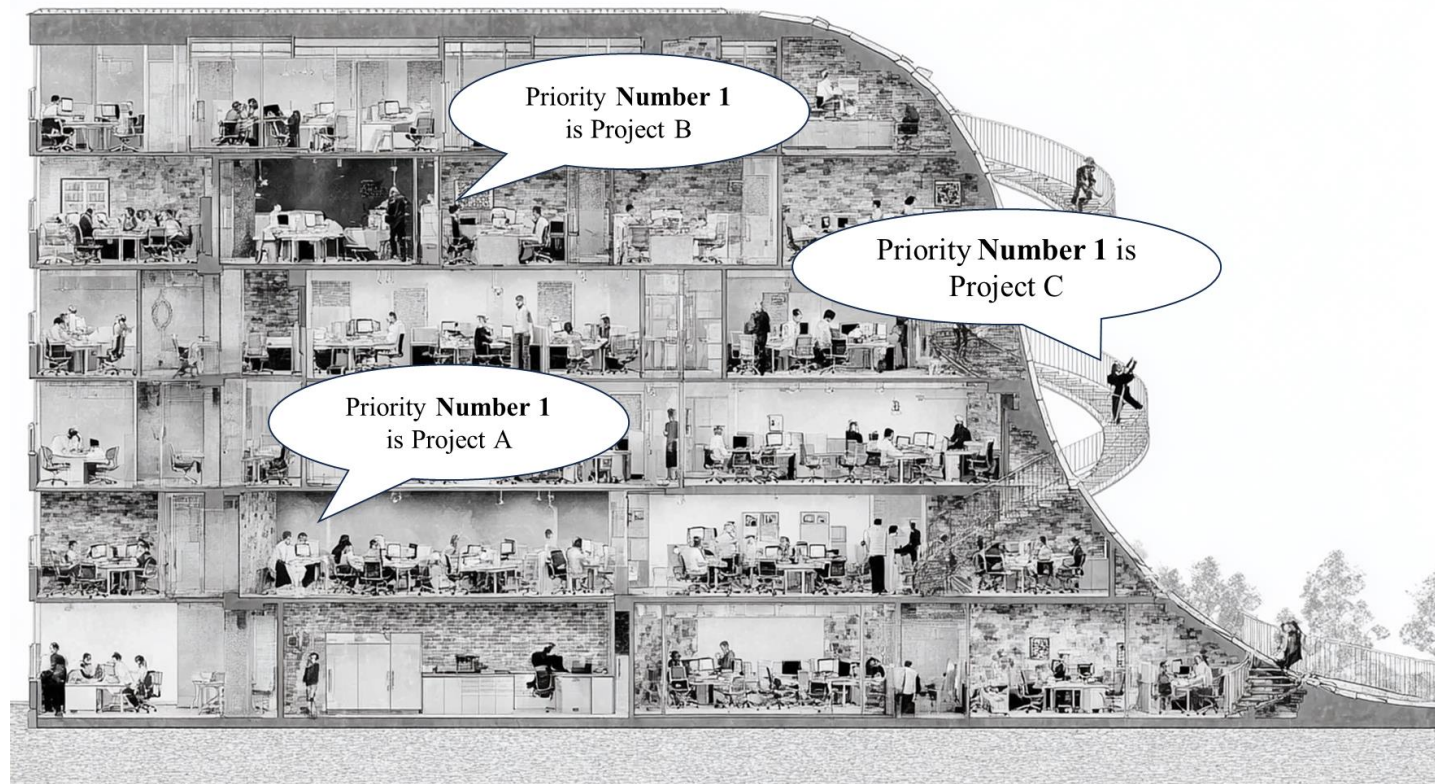 Priority Number 1
is Project B
Priority Number 1 is
Project C
Priority Number 1
is Project A